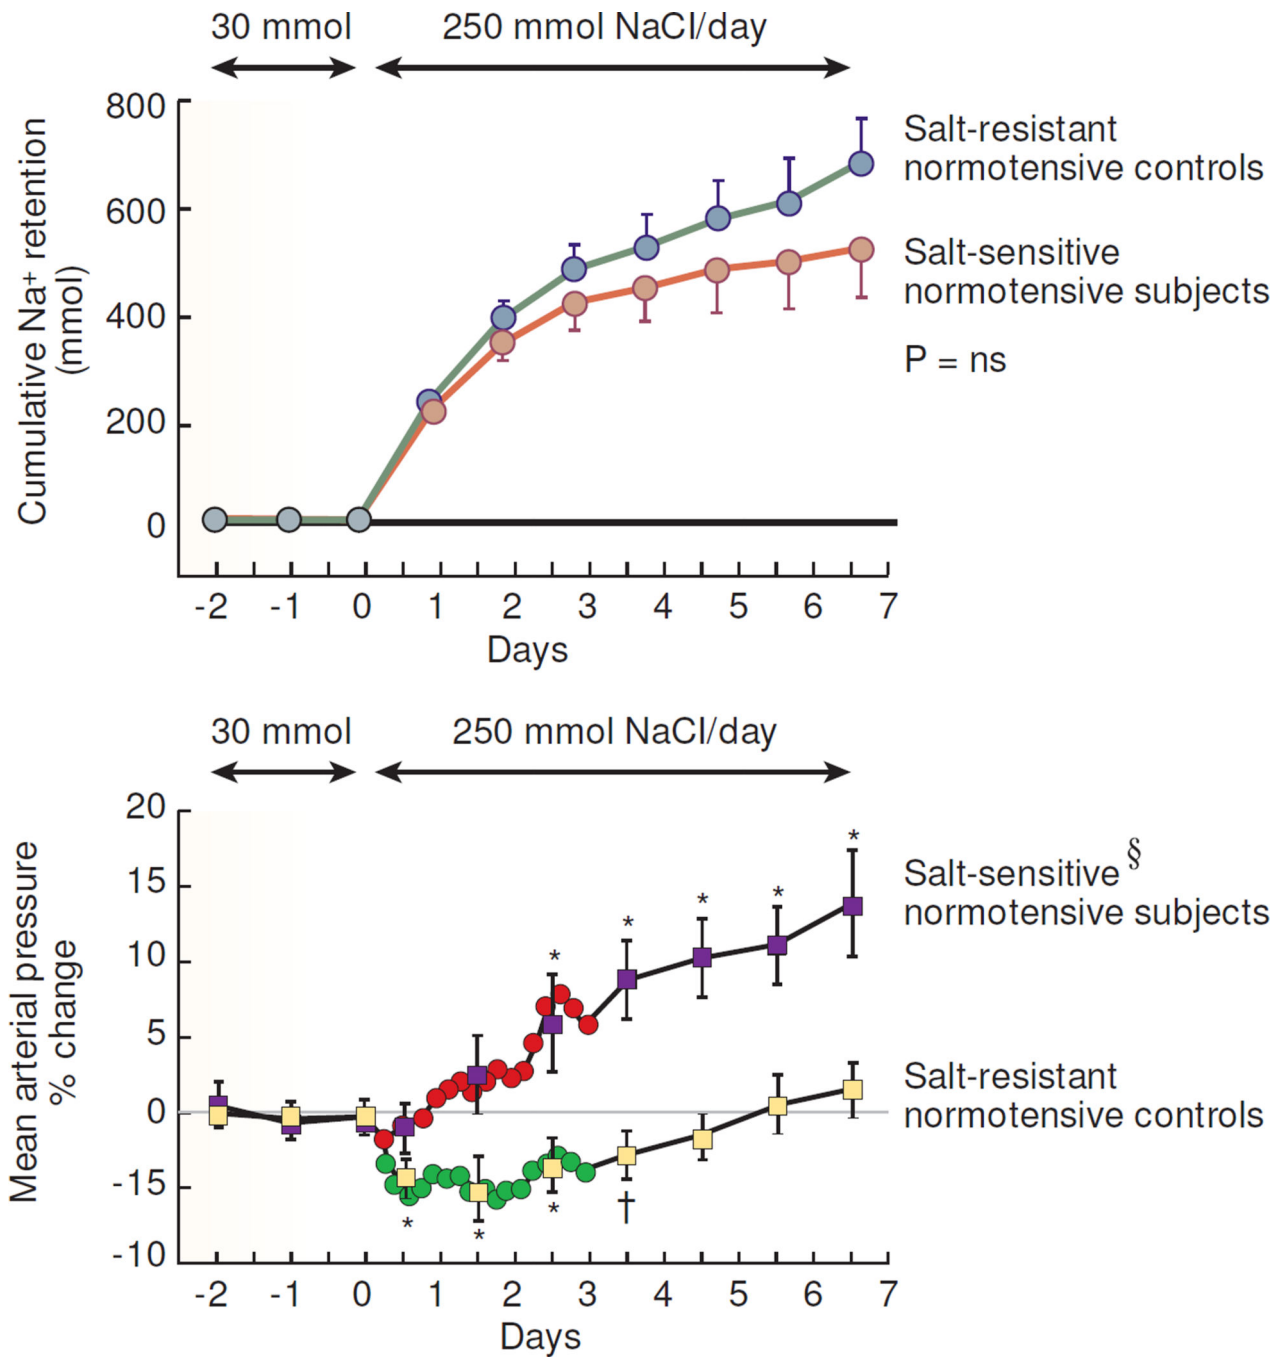 30 mmol
250 mmol NaCl/day
Cumulative Na⁺ retention
(mmol)
800
600
400
200
0
-2 -1 0 1 2 3 4 5 6 7
Days
Salt-resistant
normotensive controls
Salt-sensitive
normotensive subjects
P = ns
30 mmol
250 mmol NaCl/day
Mean arterial pressure
% change
20
15
10
5
0
-15
-10
* * * * *
* * * †
-2 -1 0 1 2 3 4 5 6 7
Days
Salt-sensitive §
normotensive subjects
Salt-resistant
normotensive controls